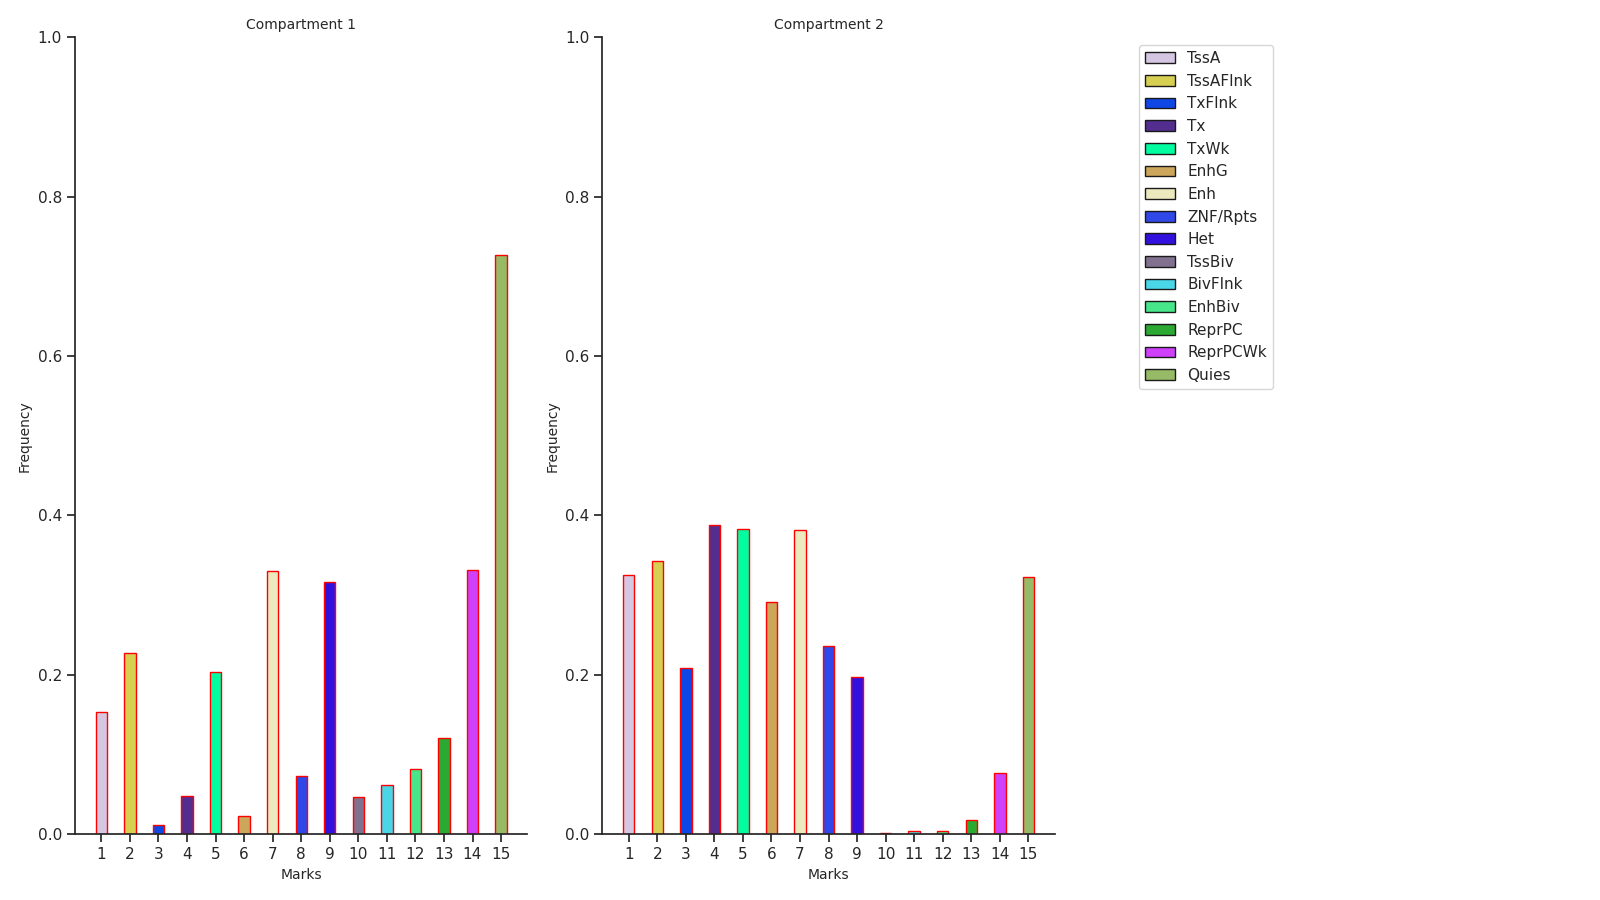 Compartment 1
1.0
0.8
0.6
0.4
0.2
0.0
Frequency
1 2 3 4 5 6 7 8 9 10 11 12 13 14 15
Marks
Compartment 2
1.0
0.8
0.6
0.4
0.2
0.0
Frequency
1 2 3 4 5 6 7 8 9 10 11 12 13 14 15
Marks
TssA
TssAFlnk
TxFlnk
Tx
TxWk
EnhG
Enh
ZNF/Rpts
Het
TssBiv
BivFlnk
EnhBiv
ReprPC
ReprPCWk
Quies